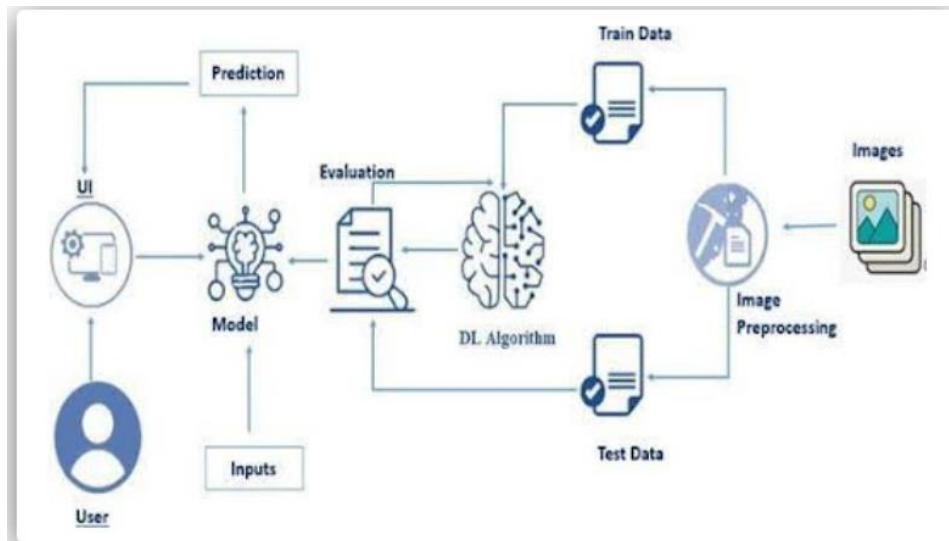 Train Data
Prediction
Images
Evaluation
UI
Image
Preprocessing
Model
DL Algorithm
Test Data
Inputs
User